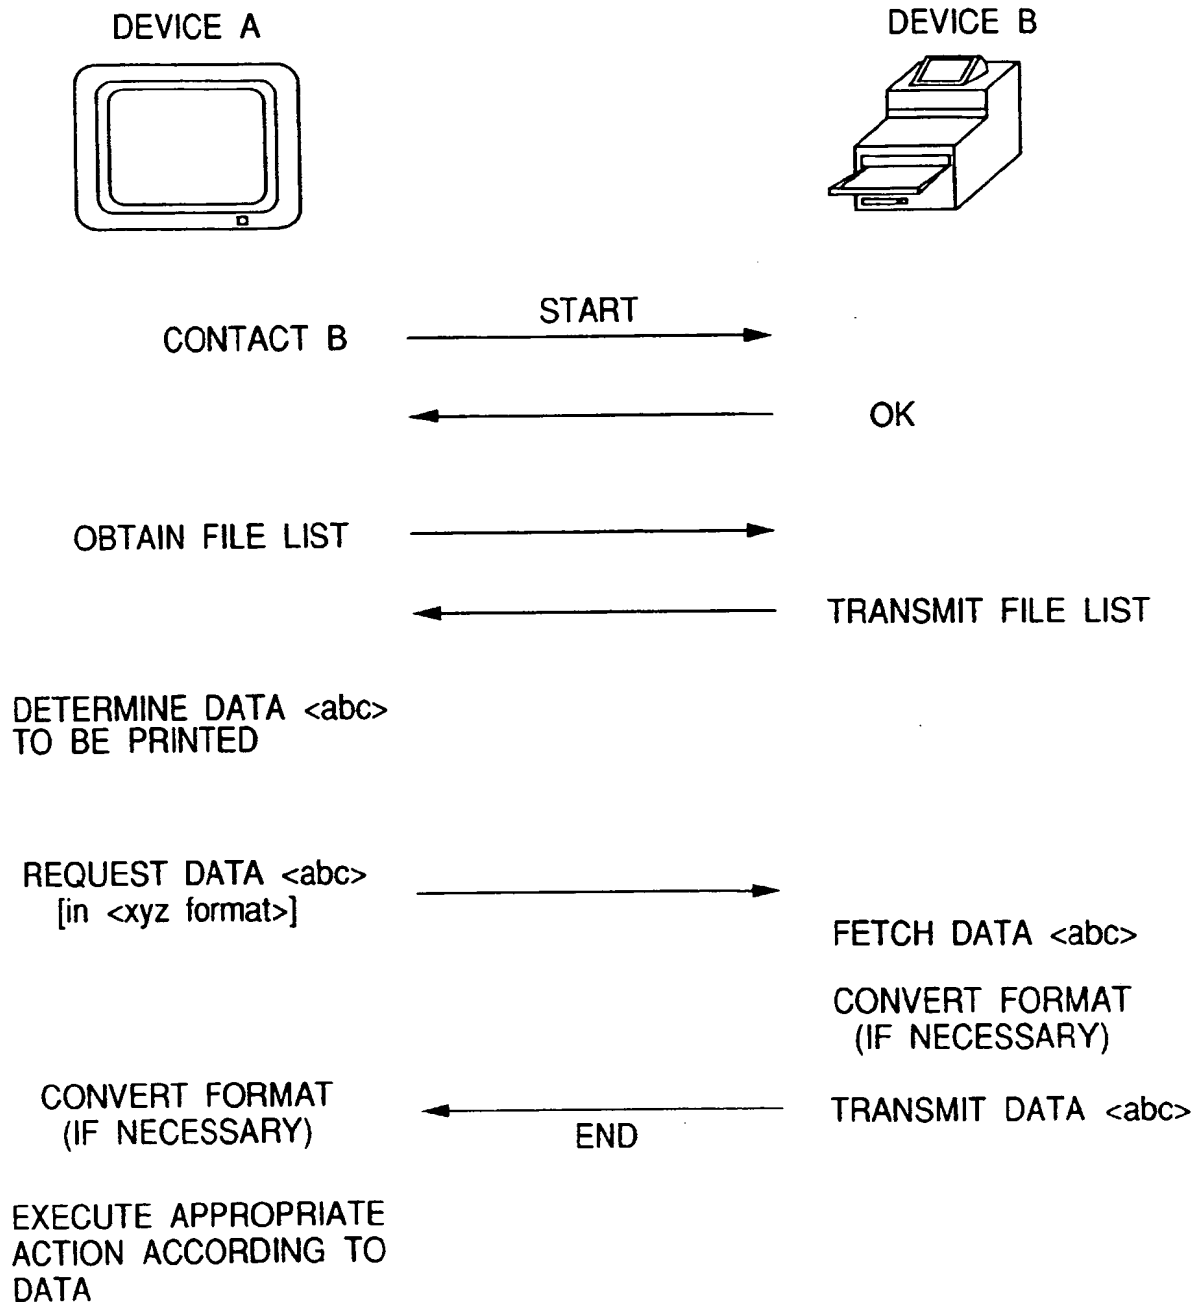 DEVICE A
DEVICE B
START
CONTACT B
OK
OBTAIN FILE LIST
TRANSMIT FILE LIST
DETERMINE DATA <abc>
TO BE PRINTED
REQUEST DATA <abc>
[in <xyz format>]
FETCH DATA <abc>
CONVERT FORMAT
(IF NECESSARY)
CONVERT FORMAT
(IF NECESSARY)
END
TRANSMIT DATA <abc>
EXECUTE APPROPRIATE
ACTION ACCORDING TO
DATA